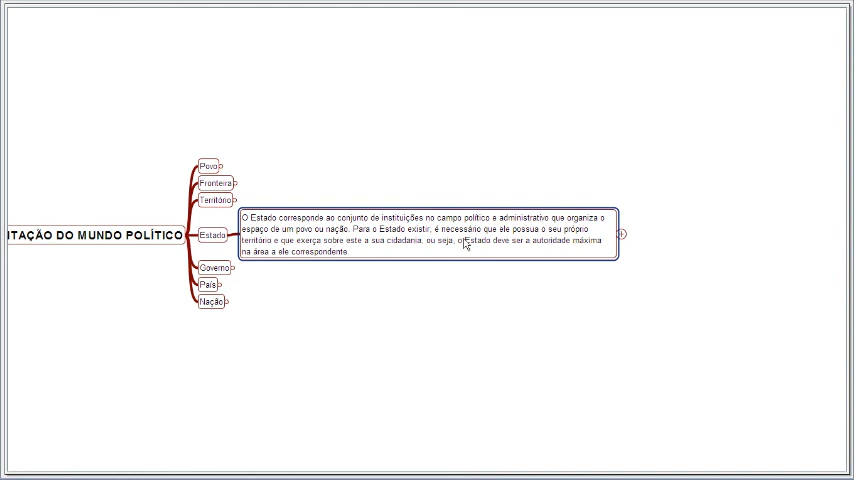 Povo
Fronteira
Território
ITAÇÃO DO MUNDO POLÍTICO
Estado
O Estado corresponde ao conjunto de instituições no campo político e administrativo que organiza o
espaço de um povo ou nação. Para o Estado existir, é necessário que ele possua o seu próprio
território e que exerça sobre este a sua cidadania, ou seja, o Estado deve ser a autoridade máxima
na área a ele correspondente
Governo
País
Nação